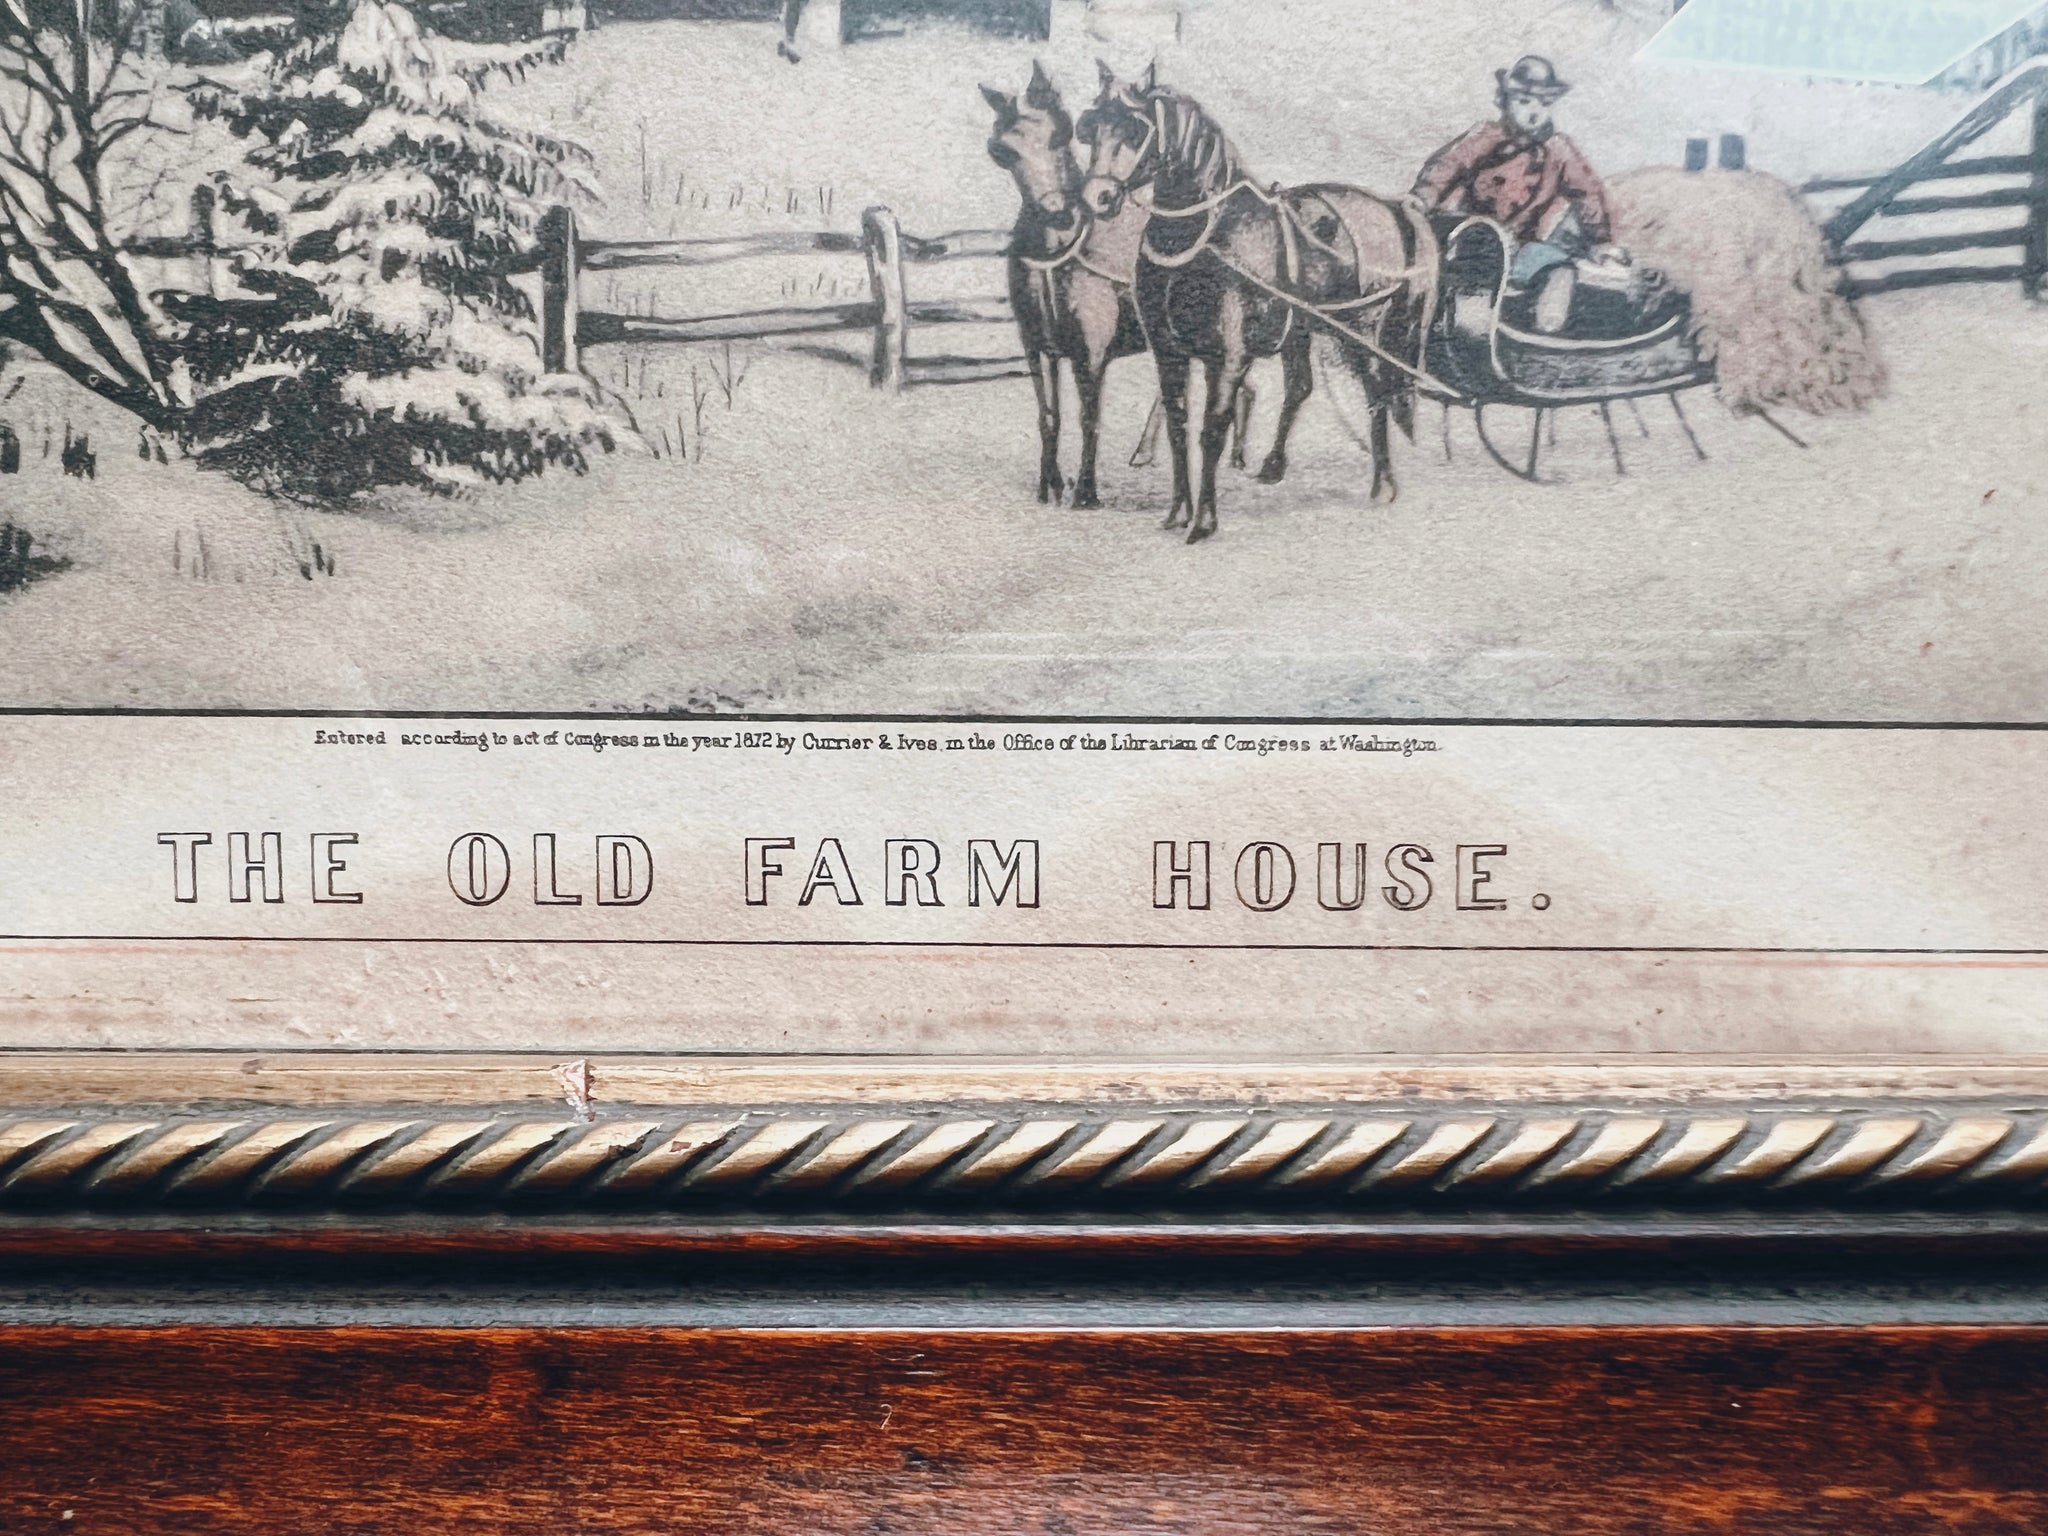 Entered according to act of Congress in the year 1872 by Currier & Ives, in the Office of the Librarian of Congress at Washington.
THE OLD FARM HOUSE.